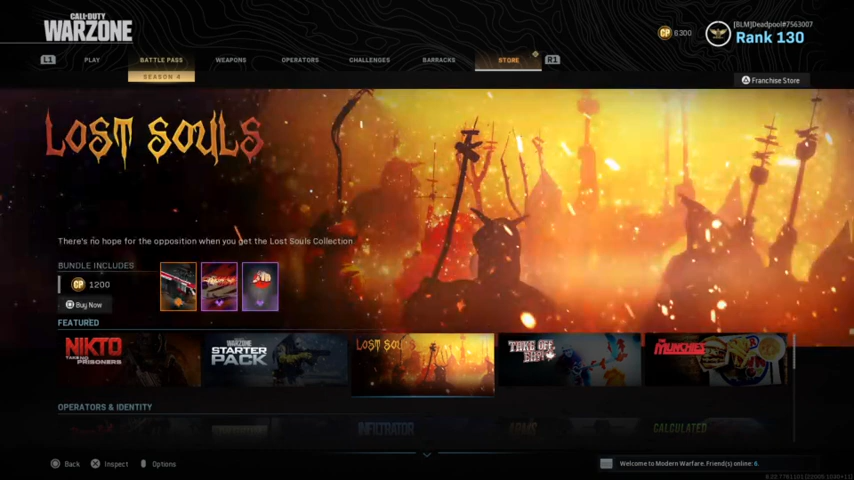 CALL OF DUTY
WARZONE
6300
[BLM]Deadpool#7563007
Rank 130
L1
PLAY
BATTLE PASS
WEAPONS
OPERATORS
CHALLENGES
BARRACKS
STORE
R1
SEASON 4
Franchise Store
LOST SOULS
There's no hope for the opposition when you get the Lost Souls Collection
BUNDLE INCLUDES
CP 1200
Buy Now
FEATURED
NIKTO
TAKE NO
PRISONERS
WARZONE
STARTER
PACK
LOST SOULS
TAKE OFF,
EH?!
THE
MUNCHIES
OPERATORS & IDENTITY
INFILTRATOR
ARMS
CALCULATED
Back
Inspect
Options
Welcome to Modern Warfare. Friend(s) online: 6.